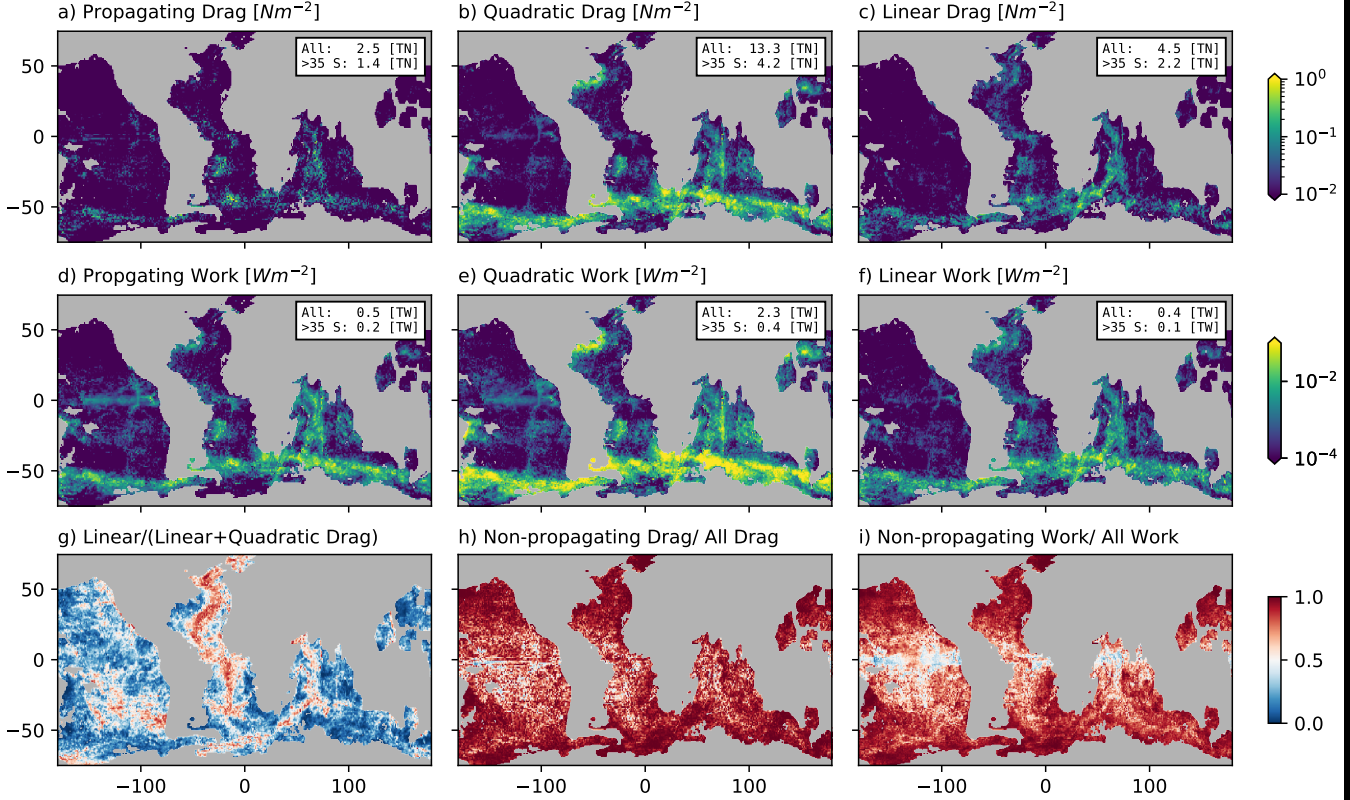 a) Propagating Drag [Nm⁻²]
b) Quadratic Drag [Nm⁻²]
c) Linear Drag [Nm⁻²]
All: 2.5 [TN]
>35 S: 1.4 [TN]
All: 13.3 [TN]
>35 S: 4.2 [TN]
All: 4.5 [TN]
>35 S: 2.2 [TN]
50
0
−50
10⁰
10⁻¹
10⁻²
d) Propgating Work [Wm⁻²]
e) Quadratic Work [Wm⁻²]
f) Linear Work [Wm⁻²]
All: 0.5 [TW]
>35 S: 0.2 [TW]
All: 2.3 [TW]
>35 S: 0.4 [TW]
All: 0.4 [TW]
>35 S: 0.1 [TW]
50
0
−50
10⁻²
10⁻⁴
g) Linear/(Linear+Quadratic Drag)
h) Non-propagating Drag/ All Drag
i) Non-propagating Work/ All Work
50
0
−50
1.0
0.5
0.0
−100 0 100
−100 0 100
−100 0 100